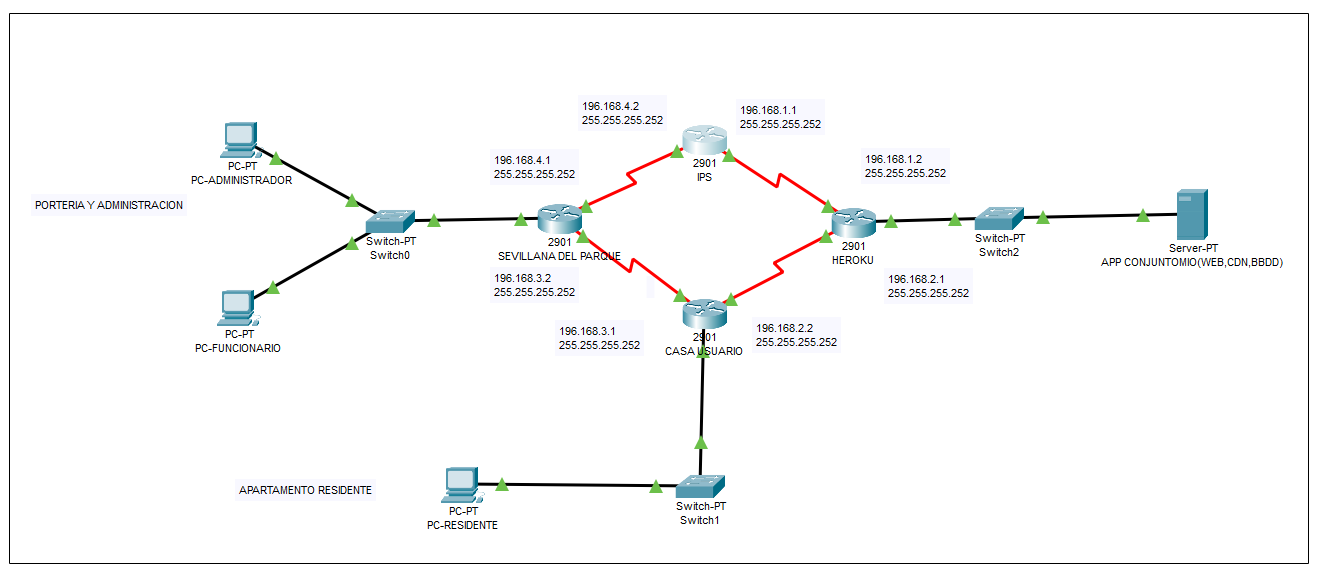 196.168.4.2
255.255.255.252
196.168.1.1
255.255.255.252
PC-PT
PC-ADMINISTRADOR
196.168.4.1
255.255.255.252
2901
IPS
196.168.1.2
255.255.255.252
PORTERIA Y ADMINISTRACION
Switch-PT
Switch0
2901
SEVILLANA DEL PARQUE
2901
HEROKU
Switch-PT
Switch2
Server-PT
APP CONJUNTOMIO(WEB,CDN,BBDD)
196.168.3.2
255.255.255.252
196.168.2.1
255.255.255.252
PC-PT
PC-FUNCIONARIO
196.168.3.1
255.255.255.252
2901
CASA USUARIO
196.168.2.2
255.255.255.252
APARTAMENTO RESIDENTE
PC-PT
PC-RESIDENTE
Switch-PT
Switch1